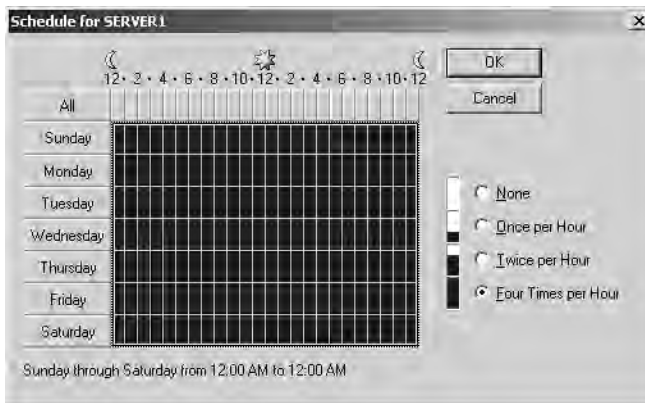 Schedule for SERVER1
OK
12 · 2 · 4 · 6 · 8 · 10 · 12 · 2 · 4 · 6 · 8 · 10 · 12
Cancel
All
Sunday
Monday
Tuesday
Wednesday
Thursday
Friday
Saturday
None
Once per Hour
Twice per Hour
Four Times per Hour
Sunday through Saturday from 12:00 AM to 12:00 AM